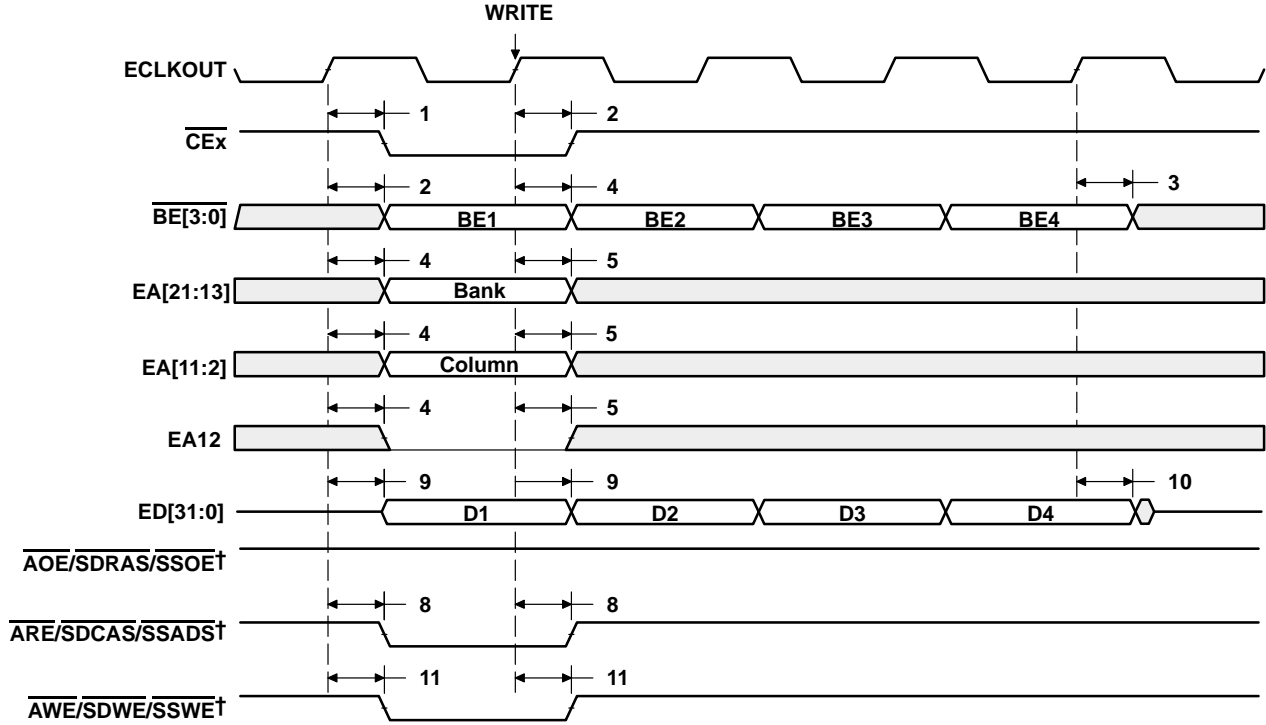 WRITE
ECLKOUT
1 2
CEx
2 4 3
BE[3:0] BE1 BE2 BE3 BE4
4 5
EA[21:13] Bank
4 5
EA[11:2] Column
4 5
EA12
9 9 10
ED[31:0] D1 D2 D3 D4
AOE/SDRAS/SSOE†
8 8
ARE/SDCAS/SSADS†
11 11
AWE/SDWE/SSWE†